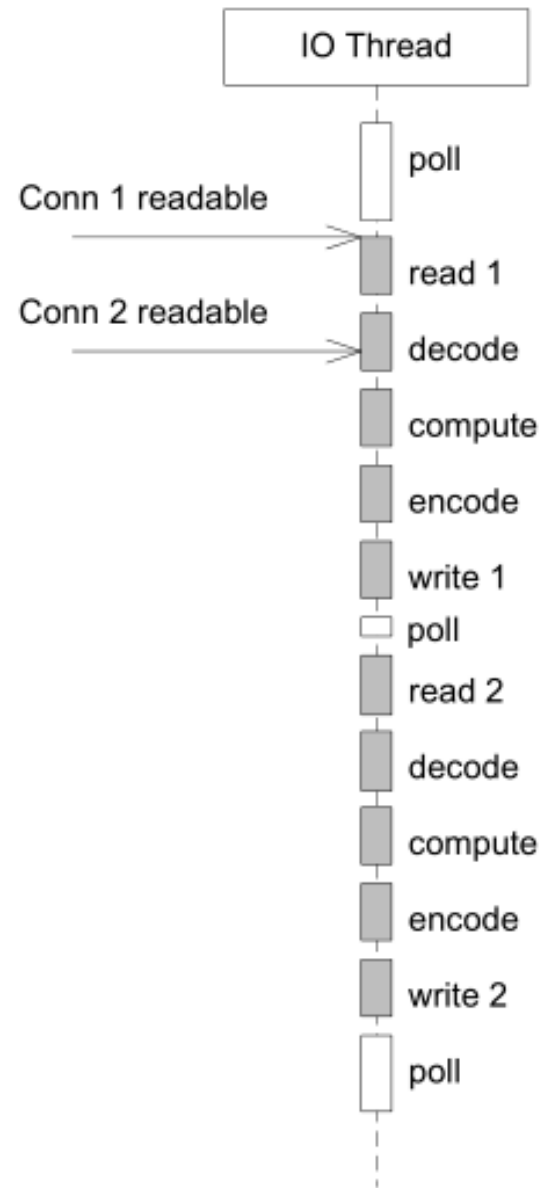 IO Thread
poll
Conn 1 readable
read 1
Conn 2 readable
decode
compute
encode
write 1
poll
read 2
decode
compute
encode
write 2
poll